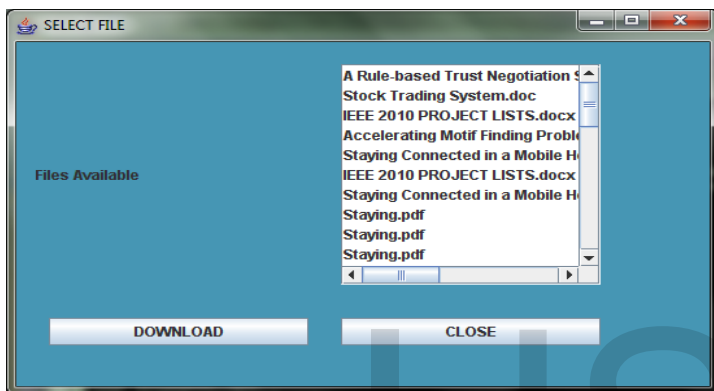 SELECT FILE
A Rule-based Trust Negotiation
Stock Trading System.doc
IEEE 2010 PROJECT LISTS.docx
Accelerating Motif Finding
Staying Connected in a Mobile
Files Available
IEEE 2010 PROJECT LISTS.docx
Staying Connected in a Mobile
Staying.pdf
Staying.pdf
Staying.pdf
DOWNLOAD
CLOSE